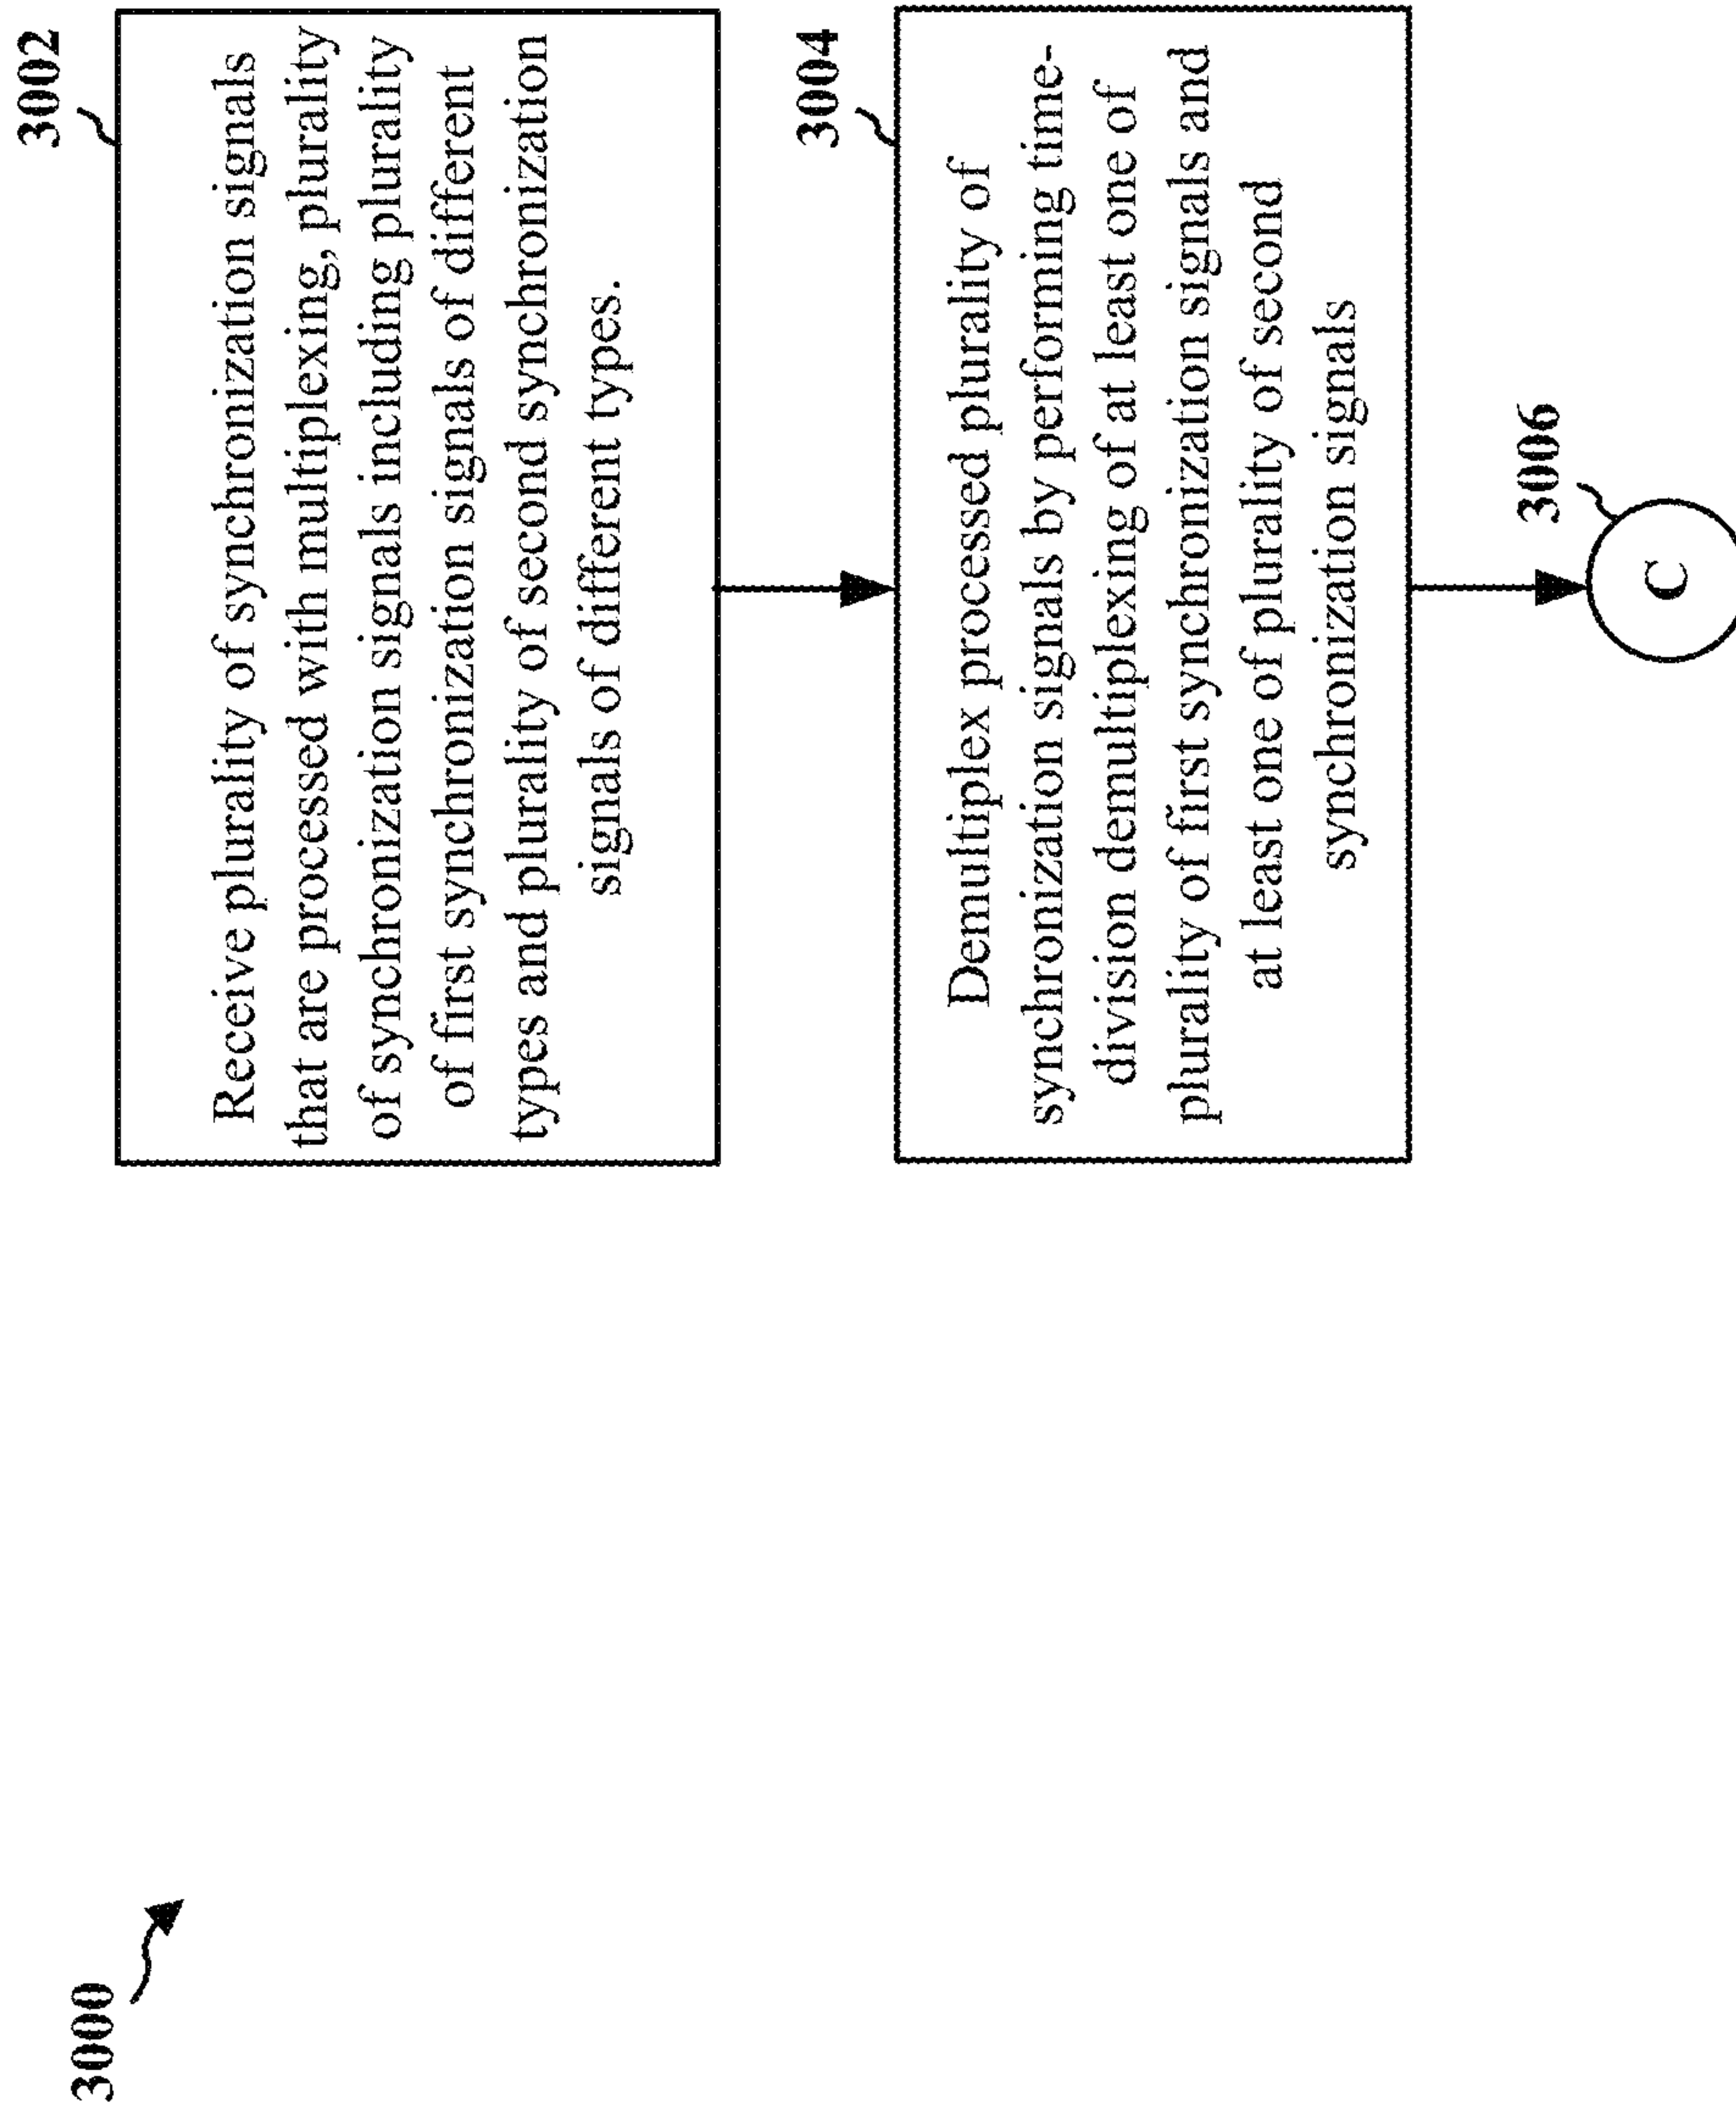 3000
3002
Receive plurality of synchronization signals
that are processed with multiplexing, plurality
of synchronization signals including plurality
of first synchronization signals of different
types and plurality of second synchronization
signals of different types.
3004
Demultiplex processed plurality of
synchronization signals by performing time-
division demultiplexing of at least one of
plurality of first synchronization signals and
at least one of plurality of second
synchronization signals
3006
C